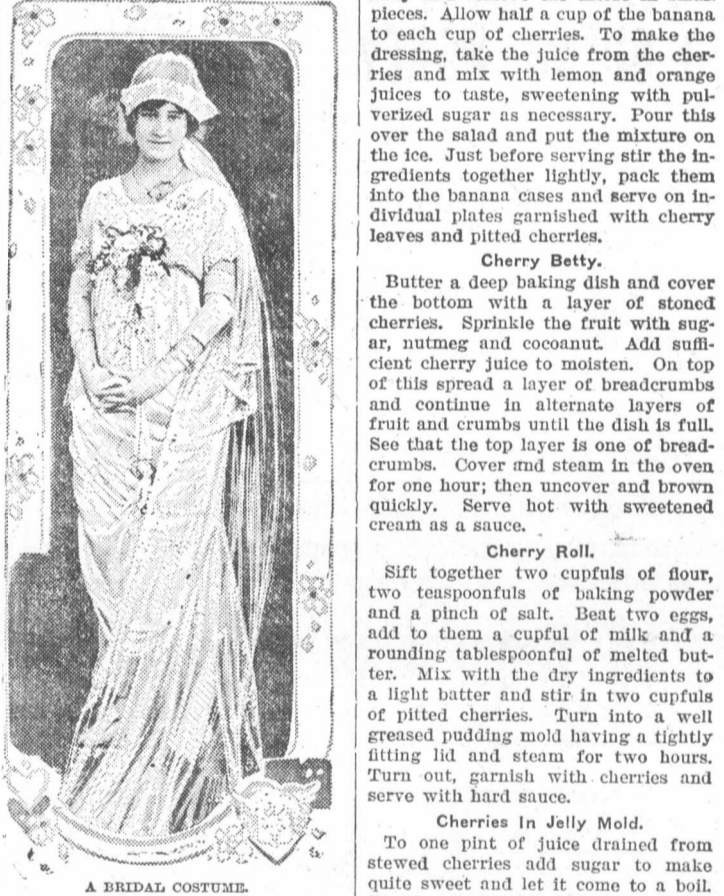 A BRIDAL COSTUME.
pieces. Allow half a cup of the banana
to each cup of cherries. To make the
dressing, take the juice from the cher-
ries and mix with lemon and orange
juices to taste, sweetening with pul-
verized sugar as necessary. Pour this
over the salad and put the mixture on
the ice. Just before serving stir the in-
gredients together lightly, pack them
into the banana cases and serve on in-
dividual plates garnished with cherry
leaves and pitted cherries.
Cherry Betty.
Butter a deep baking dish and cover
the bottom with a layer of stoned
cherries. Sprinkle the fruit with sug-
ar, nutmeg and cocoanut. Add suffi-
cient cherry juice to moisten. On top
of this spread a layer of breadcrumbs
and continue in alternate layers of
fruit and crumbs until the dish is full.
See that the top layer is one of bread-
crumbs. Cover and steam in the oven
for one hour; then uncover and brown
quickly. Serve hot with sweetened
cream as a sauce.
Cherry Roll.
Sift together two cupfuls of flour,
two teaspoonfuls of baking powder
and a pinch of salt. Beat two eggs,
add to them a cupful of milk and a
rounding tablespoonful of melted but-
ter. Mix with the dry ingredients to
a light batter and stir in two cupfuls
of pitted cherries. Turn into a well
greased pudding mold having a tightly
fitting lid and steam for two hours.
Turn out, garnish with cherries and
serve with hard sauce.
Cherries In Jelly Mold.
To one pint of juice drained from
stewed cherries add sugar to make
quite sweet and let it come to a boil.